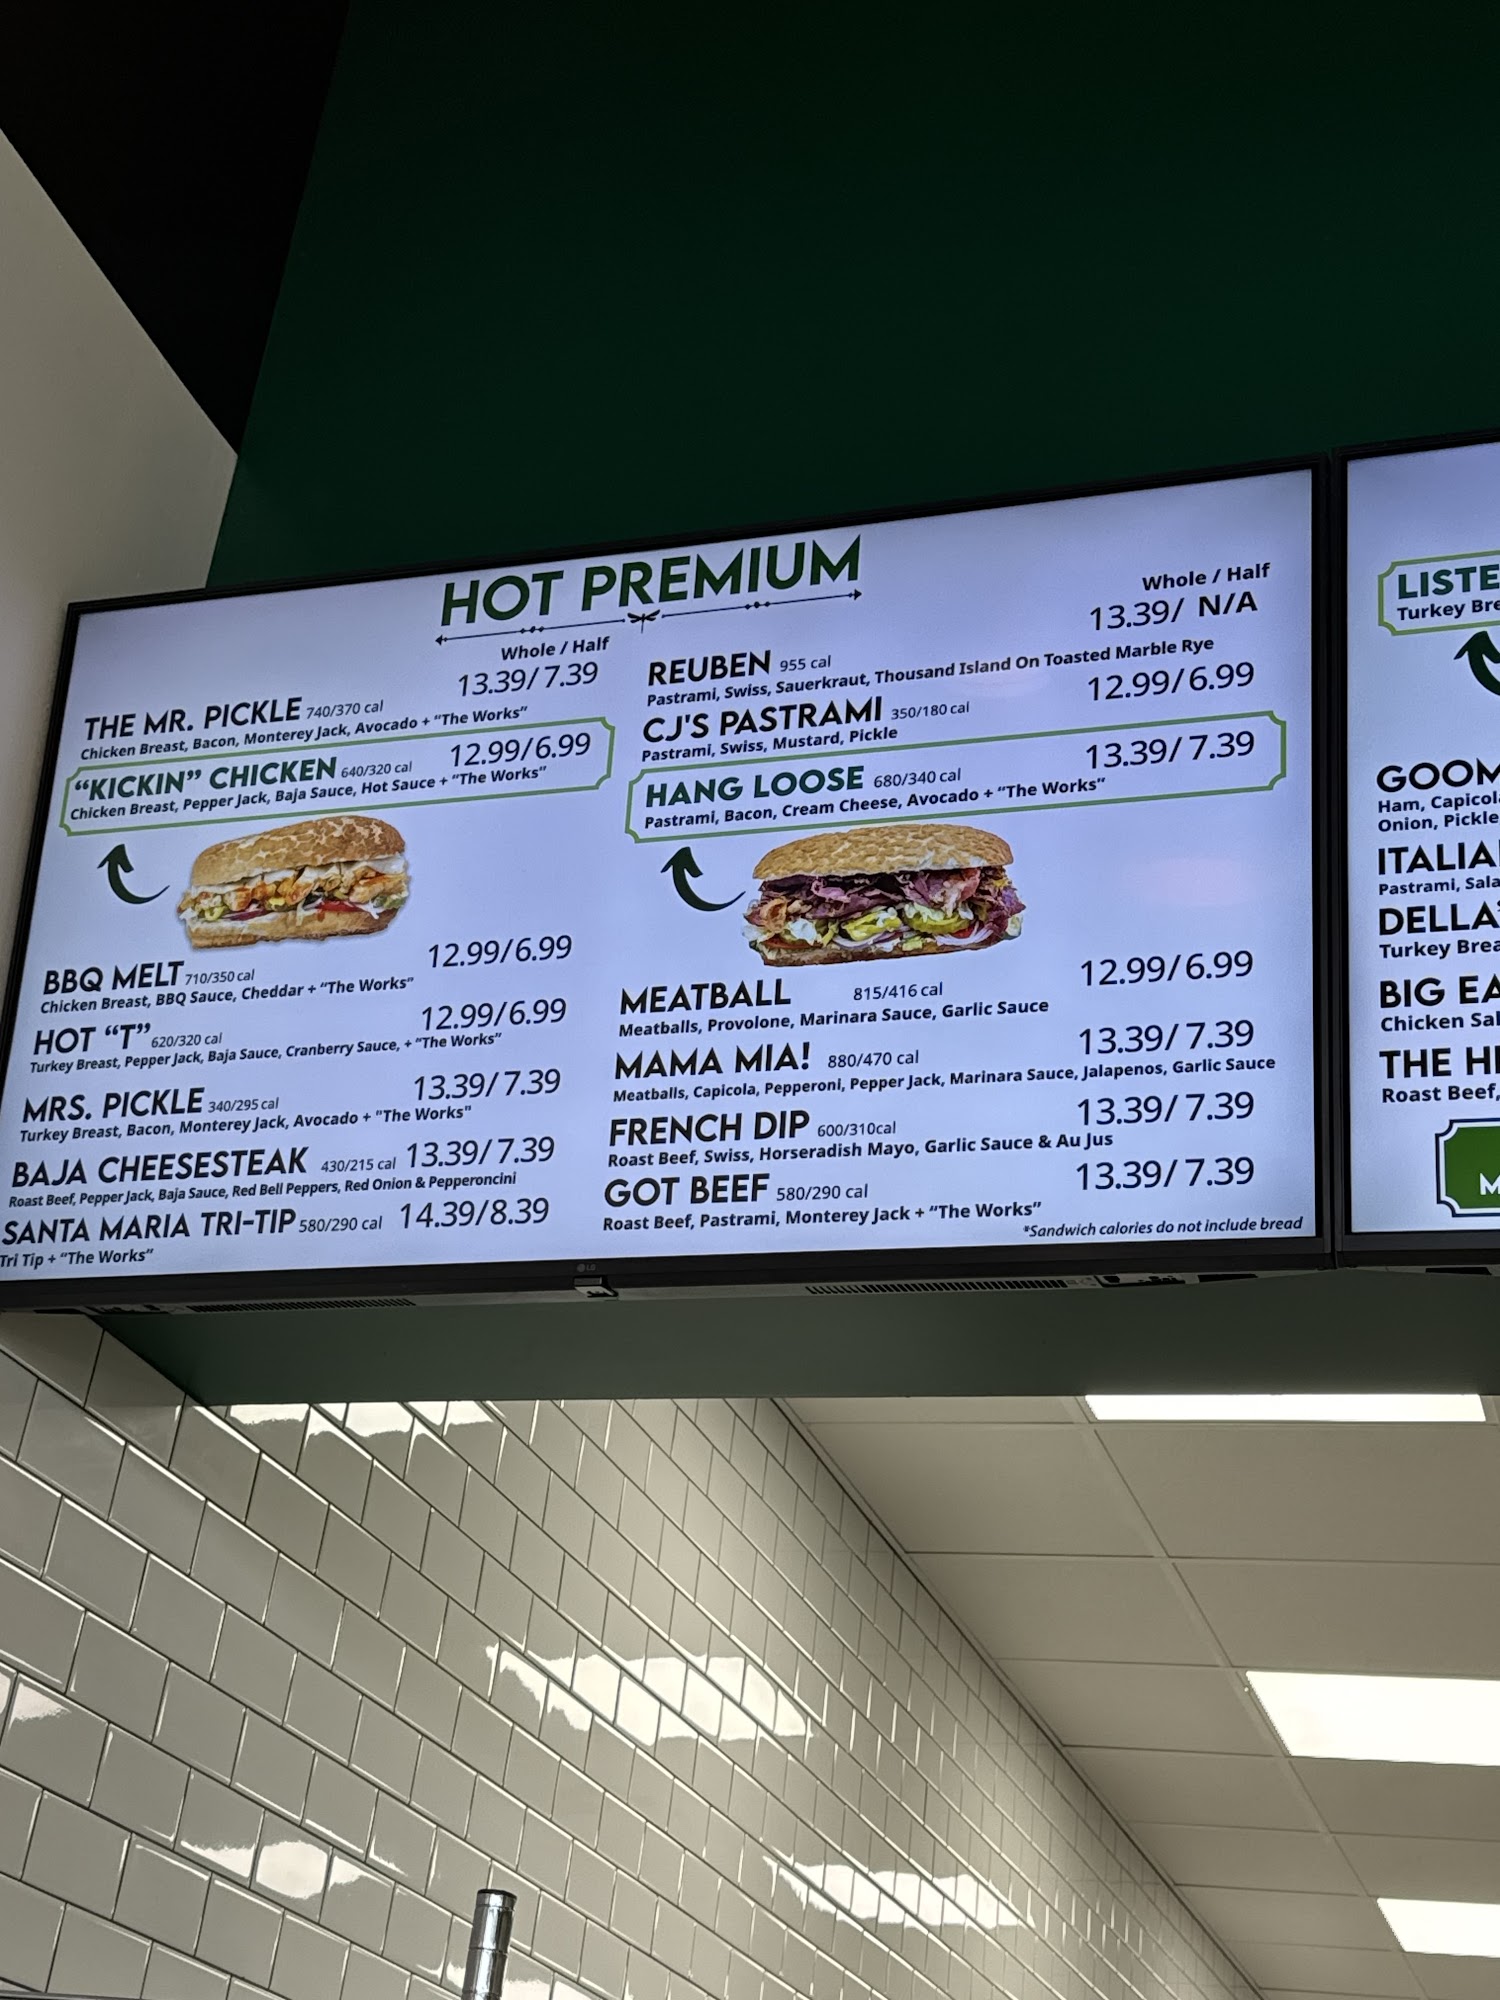 HOT PREMIUM
Whole / Half
THE MR. PICKLE 740/370 cal 13.39/7.39
Chicken Breast, Bacon, Monterey Jack, Avocado + “The Works”
“KICKIN” CHICKEN 640/320 cal 12.99/6.99
Chicken Breast, Pepper Jack, Baja Sauce, Hot Sauce + “The Works”
BBQ MELT 710/350 cal 12.99/6.99
Chicken Breast, BBQ Sauce, Cheddar + “The Works”
HOT “T” 620/320 cal 12.99/6.99
Turkey Breast, Pepper Jack, Baja Sauce, Cranberry Sauce, + “The Works”
MRS. PICKLE 340/295 cal 13.39/7.39
Turkey Breast, Bacon, Monterey Jack, Avocado + "The Works"
BAJA CHEESESTEAK 430/215 cal 13.39/7.39
Roast Beef, Pepper Jack, Baja Sauce, Red Bell Peppers, Red Onion & Pepperoncini
SANTA MARIA TRI-TIP 580/290 cal 14.39/8.39
Tri Tip + “The Works”
Whole / Half
REUBEN 955 cal 13.39/ N/A
Pastrami, Swiss, Sauerkraut, Thousand Island On Toasted Marble Rye
CJ'S PASTRAMI 350/180 cal 12.99/6.99
Pastrami, Swiss, Mustard, Pickle
HANG LOOSE 680/340 cal 13.39/7.39
Pastrami, Bacon, Cream Cheese, Avocado + “The Works”
MEATBALL 815/416 cal 12.99/6.99
Meatballs, Provolone, Marinara Sauce, Garlic Sauce
MAMA MIA! 880/470 cal 13.39/7.39
Meatballs, Capicola, Pepperoni, Pepper Jack, Marinara Sauce, Jalapenos, Garlic Sauce
FRENCH DIP 600/310cal 13.39/7.39
Roast Beef, Swiss, Horseradish Mayo, Garlic Sauce & Au Jus
GOT BEEF 580/290 cal 13.39/7.39
Roast Beef, Pastrami, Monterey Jack + “The Works”
*Sandwich calories do not include bread
LG
Turkey
Ham,
Onion, Pickle
Pastrami,
Turkey
BIG
Chicken
THE
Roast Beef,